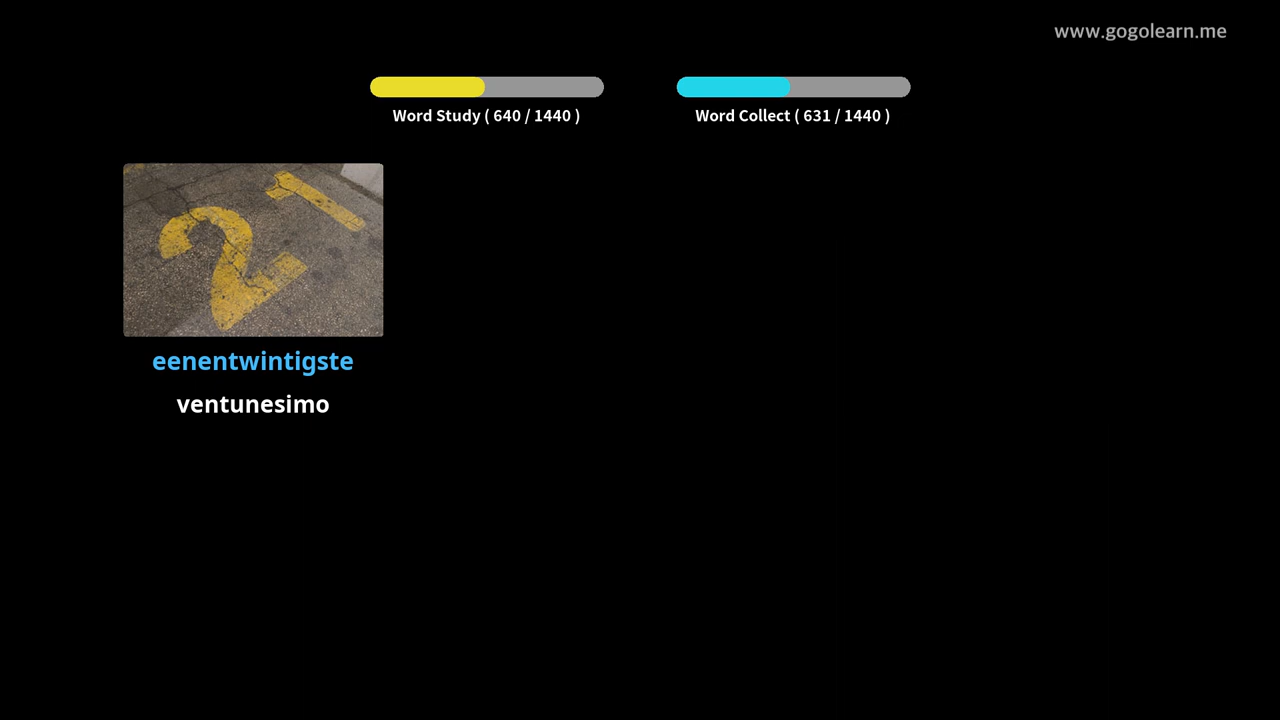 www.gogolearn.me
Word Study ( 640 / 1440 )
Word Collect ( 631 / 1440 )
21
eenentwintigste
ventunesimo